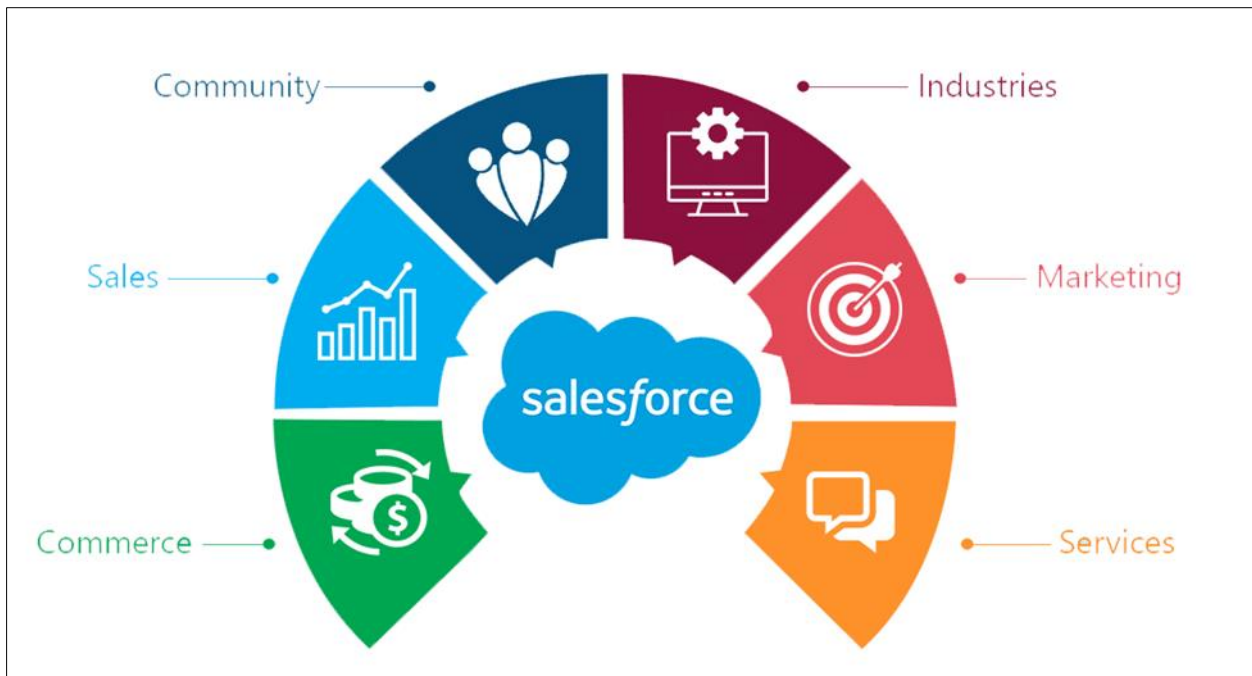 Community
Industries
Sales
Marketing
salesforce
$
Commerce
Services